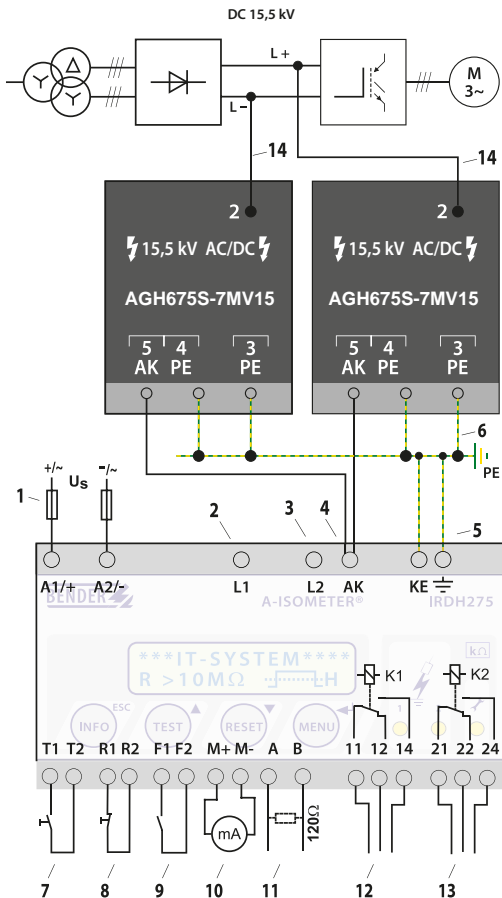 DC 15,5 kV
L+
L-
M
3~
14
14
2
2
15,5 kV AC/DC
15,5 kV AC/DC
AGH675S-7MV15
AGH675S-7MV15
5 4 3
AK PE PE
5 4 3
AK PE PE
6
PE
+/~
Us
-/~
1
2
3
4
5
A1/+ A2/- L1 L2 AK KE
BENDER
A-ISOMETER® IRDH275
kΩ
***IT-SYSTEM****
R >10MΩ LH
K1
K2
1
ESC
INFO
TEST
RESET
MENU
11 12 14 21 22 24
T1 T2 R1 R2 F1 F2 M+ M- A B
mA
120Ω
7 8 9 10 11 12 13